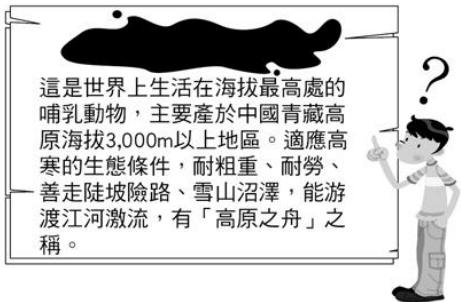 這是世界上生活在海拔最高處的
哺乳動物，主要產於中國青藏高
原海拔3,000m以上地區。適應高
寒的生態條件，耐粗重、耐勞、
善走陡坡險路、雪山沼澤，能游
渡江河激流，有「高原之舟」之
稱。
?